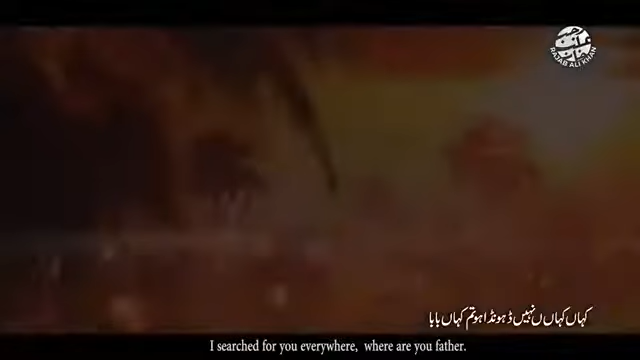 RAJAB ALI KHAN
کہاں کہاں نہیں ڈھونڈا ہو تم کہاں بابا
I searched for you everywhere, where are you father.